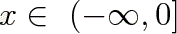 x ∈ (−∞, 0]